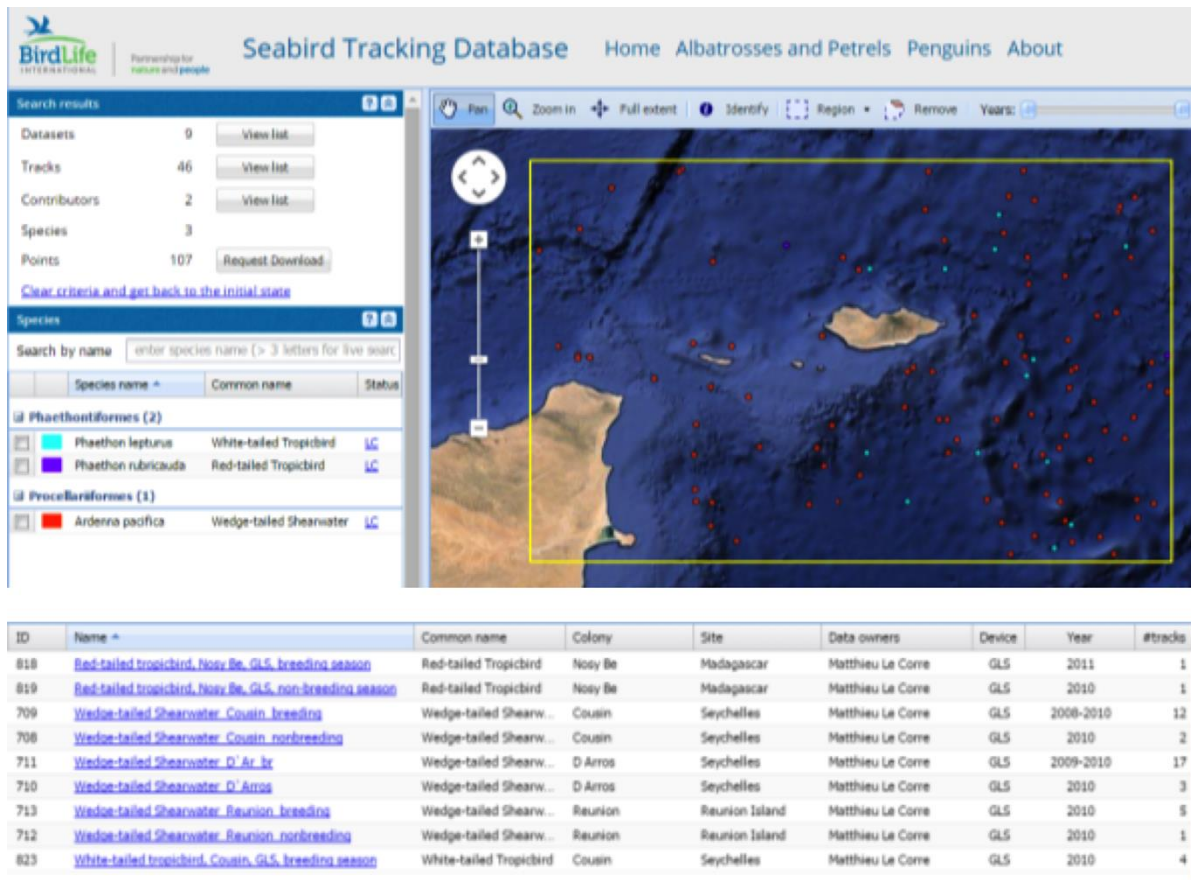 BirdLife
INTERNATIONAL
Partnership for
nature and people
Seabird Tracking Database Home Albatrosses and Petrels Penguins About
Search results
Pan Zoom in Full extent Identify Region Remove Years:
Datasets 9 View list
Tracks 46 View list
Contributors 2 View list
Species 3
Points 107 Request Download
Clear criteria and get back to the initial state
Species
Search by name enter species name (> 3 letters for live searc
Species name Common name Status
Phaethontiformes (2)
Phaethon lepturus White-tailed Tropicbird LC
Phaethon rubricauda Red-tailed Tropicbird LC
Procellariiformes (1)
Ardenna pacifica Wedge-tailed Shearwater LC
ID Name Common name Colony Site Data owners Device Year #tracks
818 Red-tailed tropicbird, Nosy Be, GLS, breeding season Red-tailed Tropicbird Nosy Be Madagascar Matthieu Le Corre GLS 2011 1
819 Red-tailed tropicbird, Nosy Be, GLS, non-breeding season Red-tailed Tropicbird Nosy Be Madagascar Matthieu Le Corre GLS 2010 1
709 Wedge-tailed Shearwater_Cousin_breeding Wedge-tailed Shearw... Cousin Seychelles Matthieu Le Corre GLS 2008-2010 12
708 Wedge-tailed Shearwater_Cousin_nonbreeding Wedge-tailed Shearw... Cousin Seychelles Matthieu Le Corre GLS 2010 2
711 Wedge-tailed Shearwater_D`Ar_br Wedge-tailed Shearw... D Arros Seychelles Matthieu Le Corre GLS 2009-2010 17
710 Wedge-tailed Shearwater_D`Arros Wedge-tailed Shearw... D Arros Seychelles Matthieu Le Corre GLS 2010 3
713 Wedge-tailed Shearwater_Reunion_breeding Wedge-tailed Shearw... Reunion Reunion Island Matthieu Le Corre GLS 2010 5
712 Wedge-tailed Shearwater_Reunion_nonbreeding Wedge-tailed Shearw... Reunion Reunion Island Matthieu Le Corre GLS 2010 1
823 White-tailed tropicbird, Cousin, GLS, breeding season White-tailed Tropicbird Cousin Seychelles Matthieu Le Corre GLS 2010 4